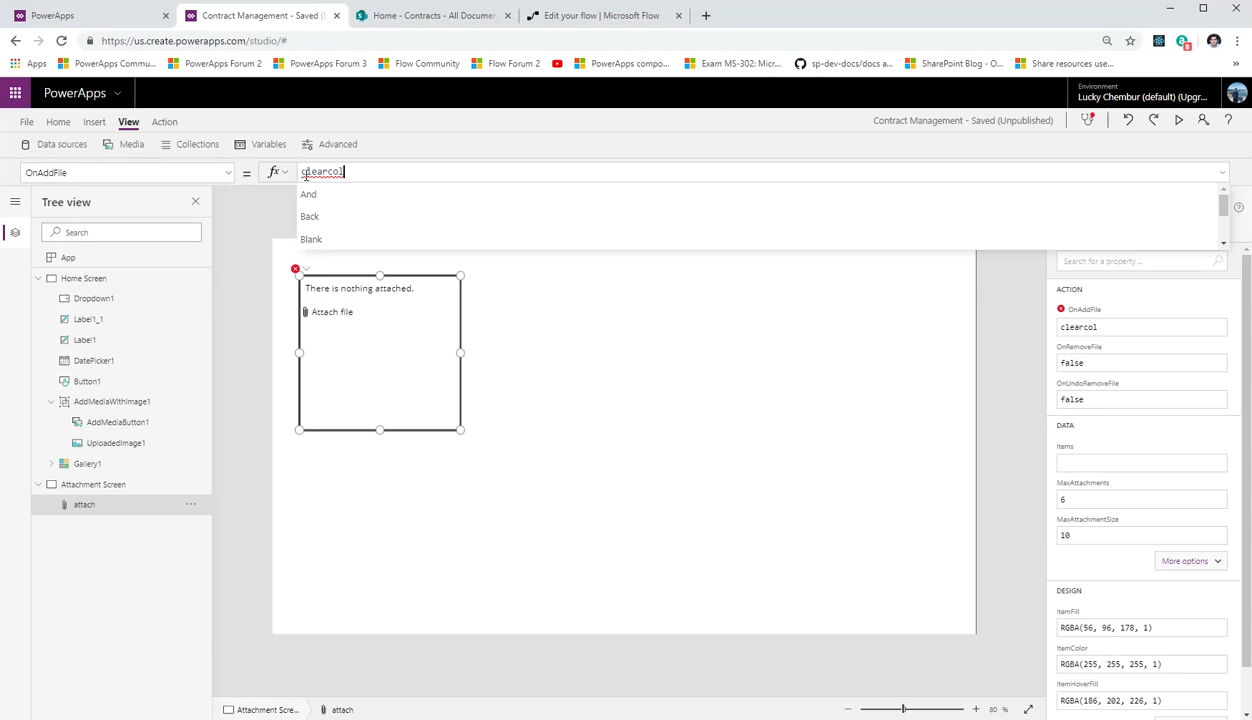 PowerApps
Contract Management - Saved (U
Home - Contracts - All Documen
Edit your flow | Microsoft Flow
https://us.create.powerapps.com/studio/#
8
Apps
PowerApps Commu...
PowerApps Forum 2
PowerApps Forum 3
Flow Community
Flow Forum 2
PowerApps communi...
Exam MS-302: Micr...
sp-dev-docs/docs a...
SharePoint Blog - O...
Share resources use...
PowerApps
Environment
Lucky Chembur (default) (Upgr...
File
Home
Insert
View
Action
Contract Management - Saved (Unpublished)
?
Data sources
Media
Collections
Variables
Advanced
OnAddFile
=
fx
clearcol
And
Back
Blank
Tree view
Search
App
Home Screen
Dropdown1
Label1_1
Label1
DatePicker1
Button1
AddMediaWithImage1
AddMediaButton1
UploadedImage1
Gallery1
Attachment Screen
attach
...
There is nothing attached.
Attach file
Search for a property ...
ACTION
OnAddFile
clearcol
OnRemoveFile
false
OnUndoRemoveFile
false
DATA
Items
MaxAttachments
6
MaxAttachmentSize
10
More options
DESIGN
ItemFill
RGBA(56, 96, 178, 1)
ItemColor
RGBA(255, 255, 255, 1)
ItemHoverFill
RGBA(186, 202, 226, 1)
Attachment Scre...
attach
80 %